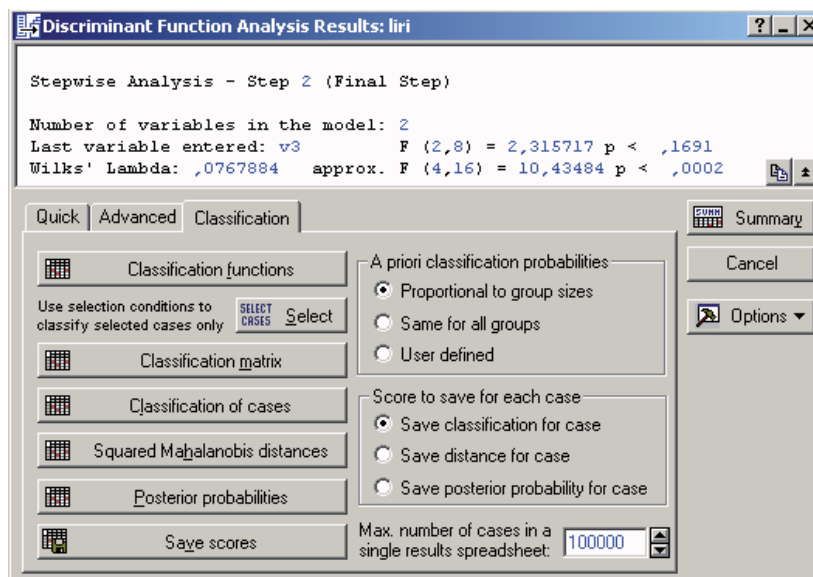 Discriminant Function Analysis Results: liri
Stepwise Analysis - Step 2 (Final Step)
Number of variables in the model: 2
Last variable entered: v3 F (2,8) = 2,315717 p < ,1691
Wilks' Lambda: ,0767884 approx. F (4,16) = 10,43484 p < ,0002
Quick Advanced Classification
Summary
Cancel
Options
Classification functions
Use selection conditions to
classify selected cases only
SELECT
CASES
Select
Classification matrix
Classification of cases
Squared Mahalanobis distances
Posterior probabilities
Save scores
A priori classification probabilities
Proportional to group sizes
Same for all groups
User defined
Score to save for each case
Save classification for case
Save distance for case
Save posterior probability for case
Max. number of cases in a
single results spreadsheet: 100000